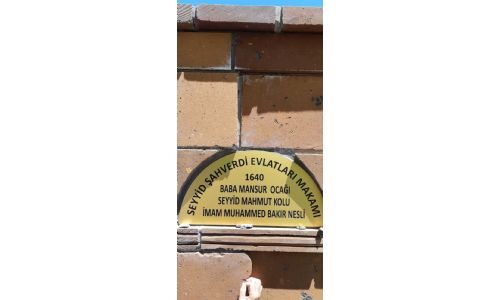 SEYYİD ŞAHVERDİ EVLATLARI MAKAMI
1640
BABA MANSUR OCAĞI
SEYYİD MAHMUT KOLU
İMAM MUHAMMED BAKIR NESLİ